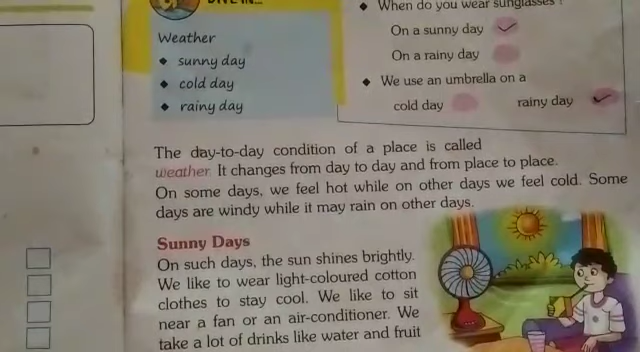 Weather
◆ sunny day
◆ cold day
◆ rainy day
◆ When do you wear sunglasses?
On a sunny day ✓
On a rainy day
◆ We use an umbrella on a
cold day rainy day ✓
The day-to-day condition of a place is called
weather. It changes from day to day and from place to place.
On some days, we feel hot while on other days we feel cold. Some
days are windy while it may rain on other days.
Sunny Days
On such days, the sun shines brightly.
We like to wear light-coloured cotton
clothes to stay cool. We like to sit
near a fan or an air-conditioner. We
take a lot of drinks like water and fruit